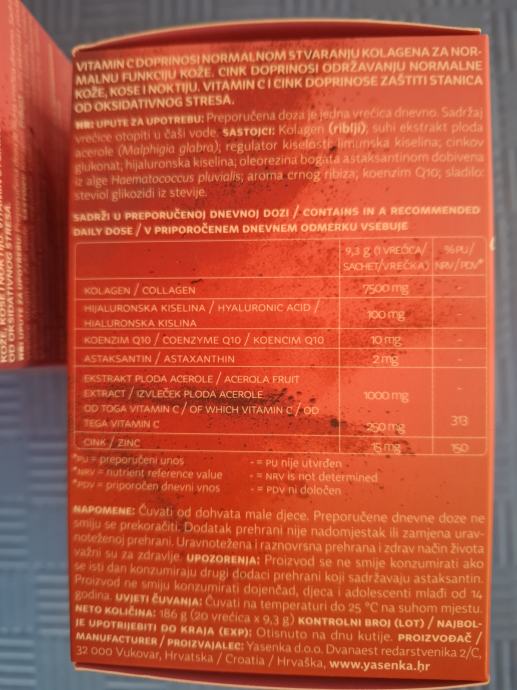 VITAMIN C DOPRINOSI NORMALNOM STVARANJU KOLAGENA ZA NOR-
MALNU FUNKCIJU KOŽE. CINK DOPRINOSI ODRŽAVANJU NORMALNE
KOŽE, KOSE I NOKTIJU. VITAMIN C I CINK DOPRINOSE ZAŠTITI STANICA
OD OKSIDATIVNOG STRESA.
HR: UPUTE ZA UPOTREBU: Preporučena doza je jedna vrećica dnevno. Sadržaj
vrećice otopiti u čaši vode. SASTOJCI: Kolagen (riblji); suhi ekstrakt ploda
acerole (Malphigia glabra); regulator kiselosti: limunska kiselina; cinkov
glukonat; hijaluronska kiselina; oleorezina bogata astaksantinom dobivena
iz alge Haematococcus pluvialis; aroma crnog ribiza; koenzim Q10; sladilo:
steviol glikozidi iz stevije.
SADRŽI U PREPORUČENOJ DNEVNOJ DOZI / CONTAINS IN A RECOMMENDED
DAILY DOSE / V PRIPOROČENEM DNEVNEM ODMERKU VSEBUJE
9,3 g (1 VREĆICA/ %PU/
SACHET/VREČKA) NRV/PDV*
KOLAGEN / COLLAGEN 7500 mg -
HIJALURONSKA KISELINA / HYALURONIC ACID /
HIALURONSKA KISLINA 100 mg -
KOENZIM Q10 / COENZYME Q10 / KOENCIM Q10 10 mg -
ASTAKSANTIN / ASTAXANTHIN 2 mg -
EKSTRAKT PLODA ACEROLE / ACEROLA FRUIT
EXTRACT / IZVLEČEK PLODA ACEROLE 1000 mg -
OD TOGA VITAMIN C / OF WHICH VITAMIN C / OD
TEGA VITAMIN C 250 mg 313
CINK / ZINC 15 mg 150
*PU = preporučeni unos - = PU nije utvrđen
*NRV = nutrient reference value - = NRV is not determined
*PDV = priporočen dnevni vnos - = PDV ni določen
NAPOMENE: Čuvati od dohvata male djece. Preporučene dnevne doze ne
smiju se prekoračiti. Dodatak prehrani nije nadomjestak ili zamjena urav-
noteženoj prehrani. Uravnotežena i raznovrsna prehrana i zdrav način života
važni su za zdravlje. UPOZORENJA: Proizvod se ne smije konzumirati ako
se isti dan konzumiraju drugi dodaci prehrani koji sadržavaju astaksantin.
Proizvod ne smiju konzumirati dojenčad, djeca i adolescenti mlađi od 14
godina. UVJETI ČUVANJA: Čuvati na temperaturi do 25 °C na suhom mjestu.
NETO KOLIČINA: 186 g (20 vrećica x 9,3 g) KONTROLNI BROJ (LOT) / NAJBOL-
JE UPOTRIJEBITI DO KRAJA (EXP): Otisnuto na dnu kutije. PROIZVOĐAČ /
MANUFACTURER / PROIZVAJALEC: Yasenka d.o.o. Dvanaest redarstvenika 2/C,
32 000 Vukovar, Hrvatska / Croatia / Hrvaška, www.yasenka.hr